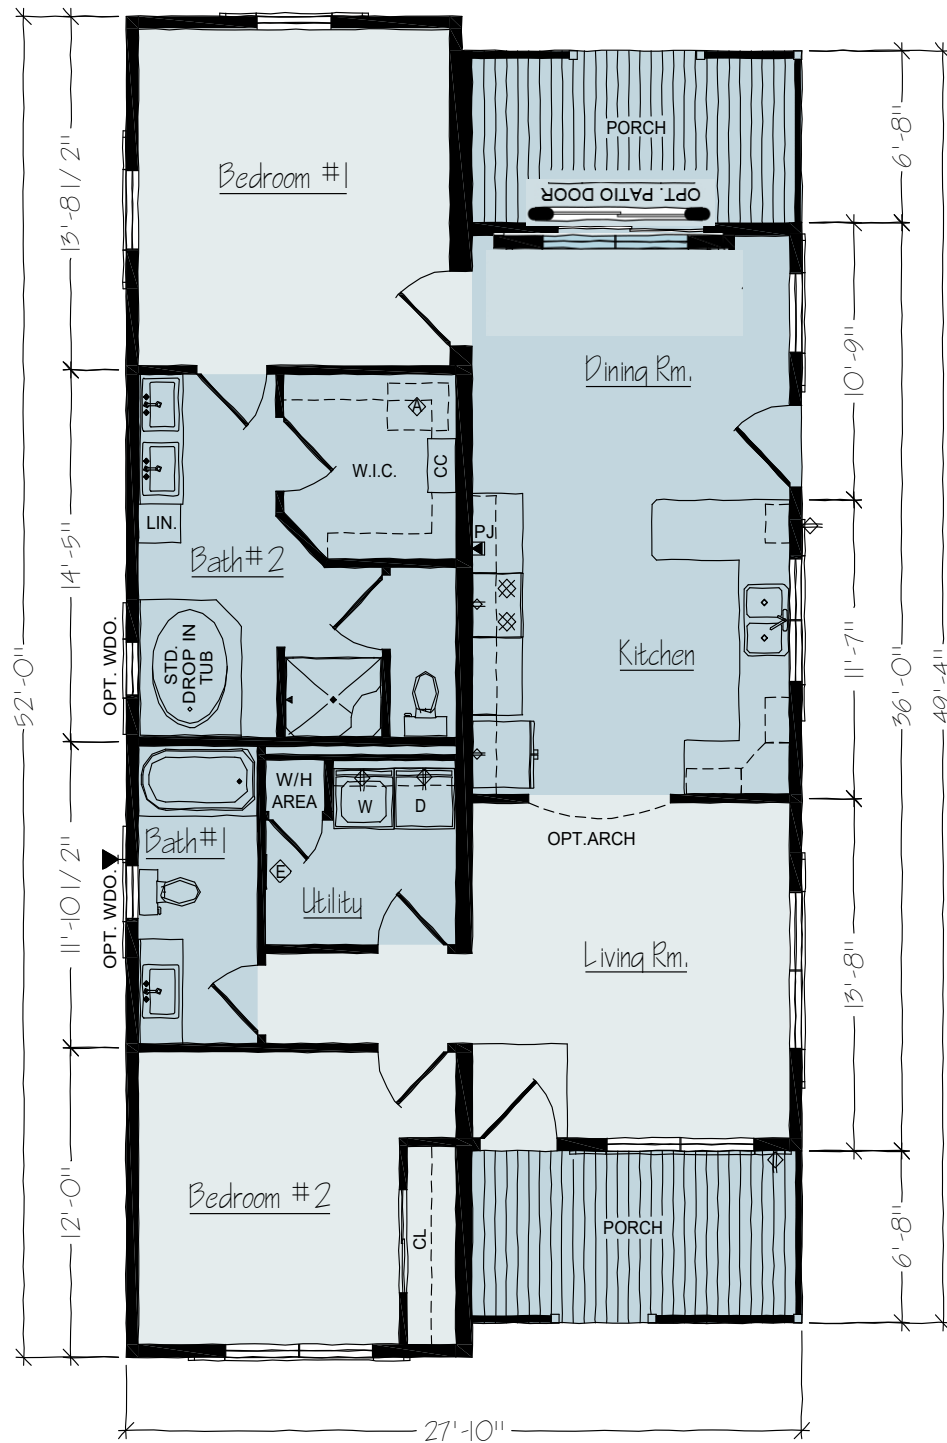 PORCH
OPT. PATIO DOOR
Bedroom #1
13'-8 1/2"
6'-8"
Dining Rm.
10'-9"
A
W.I.C.
CC
LIN.
PJ
Bath#2
14'-5"
STD.
DROP IN
TUB
OPT. WDO.
Kitchen
11'-7"
52'-0"
36'-0"
49'-4"
W/H
AREA
W
D
OPT.ARCH
Bath#1
E
Utility
OPT. WDO.
11'-10 1/2"
Living Rm.
13'-8"
Bedroom #2
12'-0"
CL
PORCH
6'-8"
27'-10"